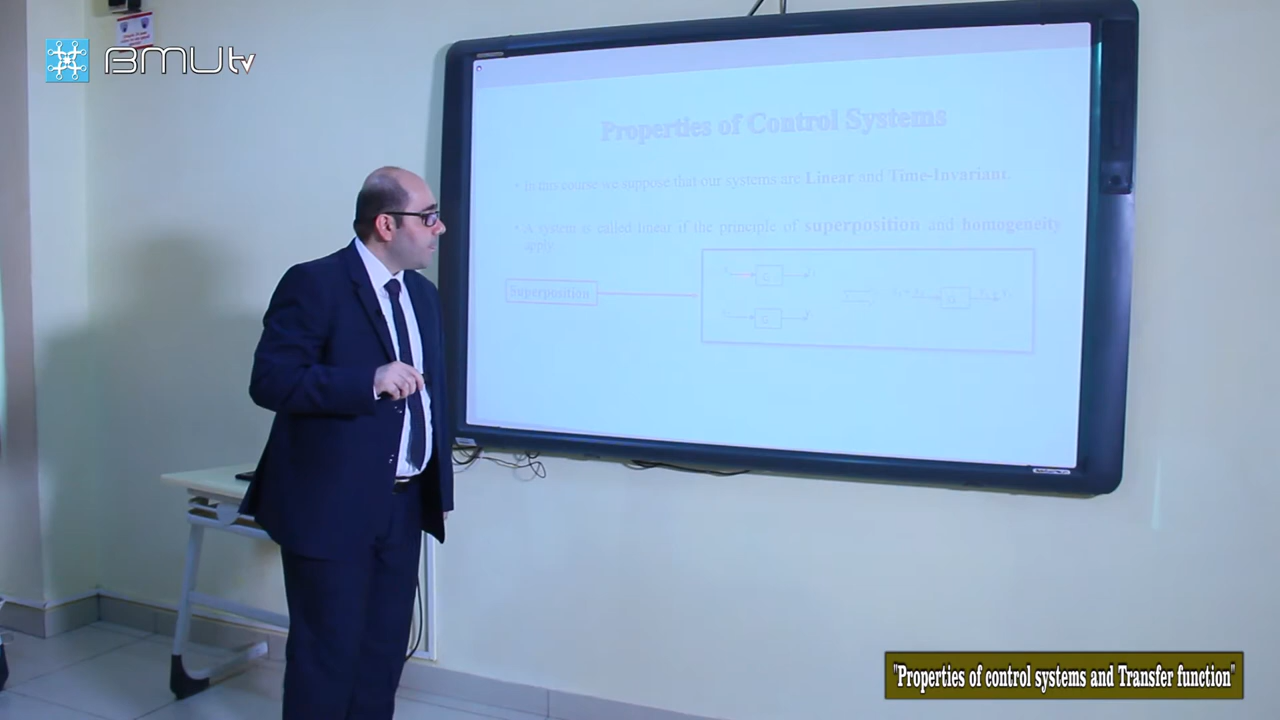 BMUtv
Properties of Control Systems
• In this course we suppose that our systems are Linear and Time-Invariant.
• A system is called linear if the principle of superposition and homogeneity
apply
Superposition
"Properties of control systems and Transfer function"